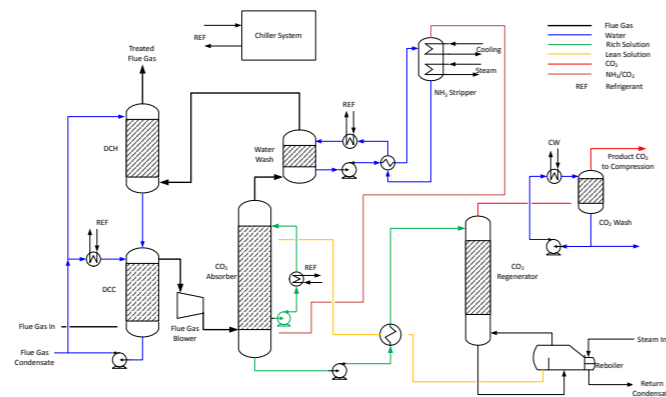 REF
Chiller System
Treated
Flue Gas
Cooling
Steam
NH₃ Stripper
Flue Gas
Water
Rich Solution
Lean Solution
CO₂
NH₃/CO₂
REF
Refrigerant
DCH
Water
Wash
REF
CW
Product CO₂
to Compression
CO₂ Wash
REF
CO₂
Absorber
REF
CO₂
Regenerator
DCC
Flue Gas In
Flue Gas
Blower
Flue Gas
Condensate
Steam In
Reboiler
Return
Condensat